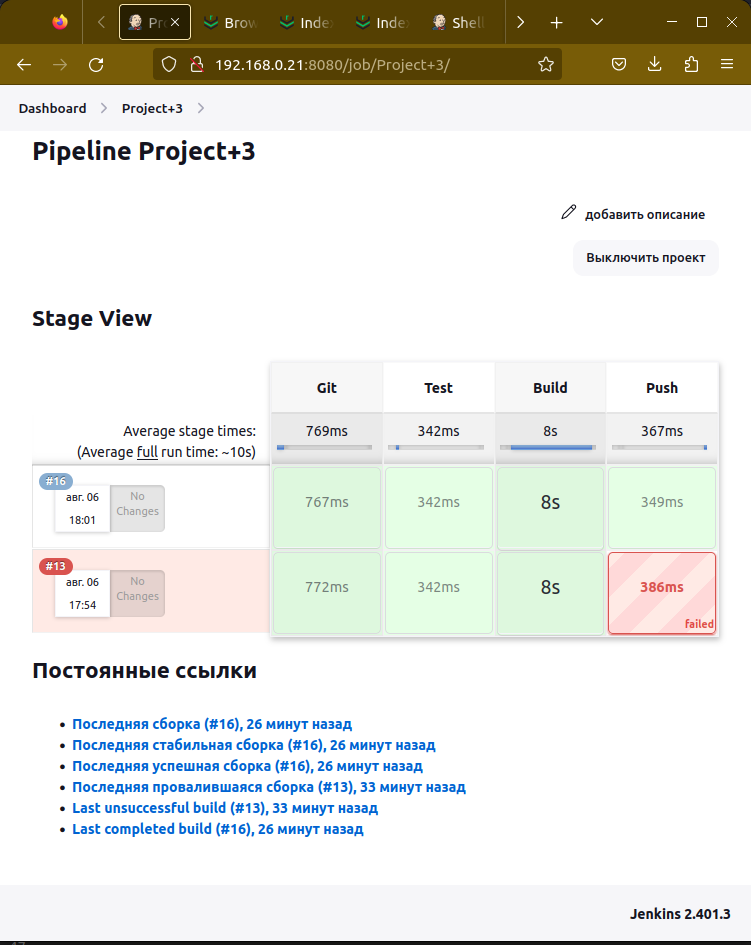 Pro
Brow
Inde
Inde
Shell
192.168.0.21:8080/job/Project+3/
Dashboard
Project+3
Pipeline Project+3
добавить описание
Выключить проект
Stage View
Git Test Build Push
Average stage times:
(Average full run time: ~10s)
769ms 342ms 8s 367ms
#16
авг. 06
18:01
No
Changes
767ms 342ms 8s 349ms
#13
авг. 06
17:54
No
Changes
772ms 342ms 8s 386ms
failed
Постоянные ссылки
Последняя сборка (#16), 26 минут назад
Последняя стабильная сборка (#16), 26 минут назад
Последняя успешная сборка (#16), 26 минут назад
Последняя провалившаяся сборка (#13), 33 минут назад
Last unsuccessful build (#13), 33 минут назад
Last completed build (#16), 26 минут назад
Jenkins 2.401.3